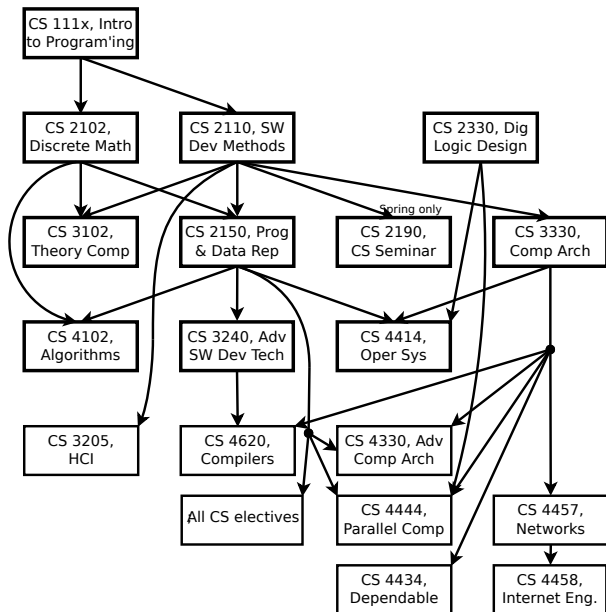 CS 111x, Intro
to Program'ing
CS 2102,
Discrete Math
CS 2110, SW
Dev Methods
CS 2330, Dig
Logic Design
Spring only
CS 3102,
Theory Comp
CS 2150, Prog
& Data Rep
CS 2190,
CS Seminar
CS 3330,
Comp Arch
CS 4102,
Algorithms
CS 3240, Adv
SW Dev Tech
CS 4414,
Oper Sys
CS 3205,
HCI
CS 4620,
Compilers
CS 4330, Adv
Comp Arch
All CS electives
CS 4444,
Parallel Comp
CS 4457,
Networks
CS 4434,
Dependable
CS 4458,
Internet Eng.